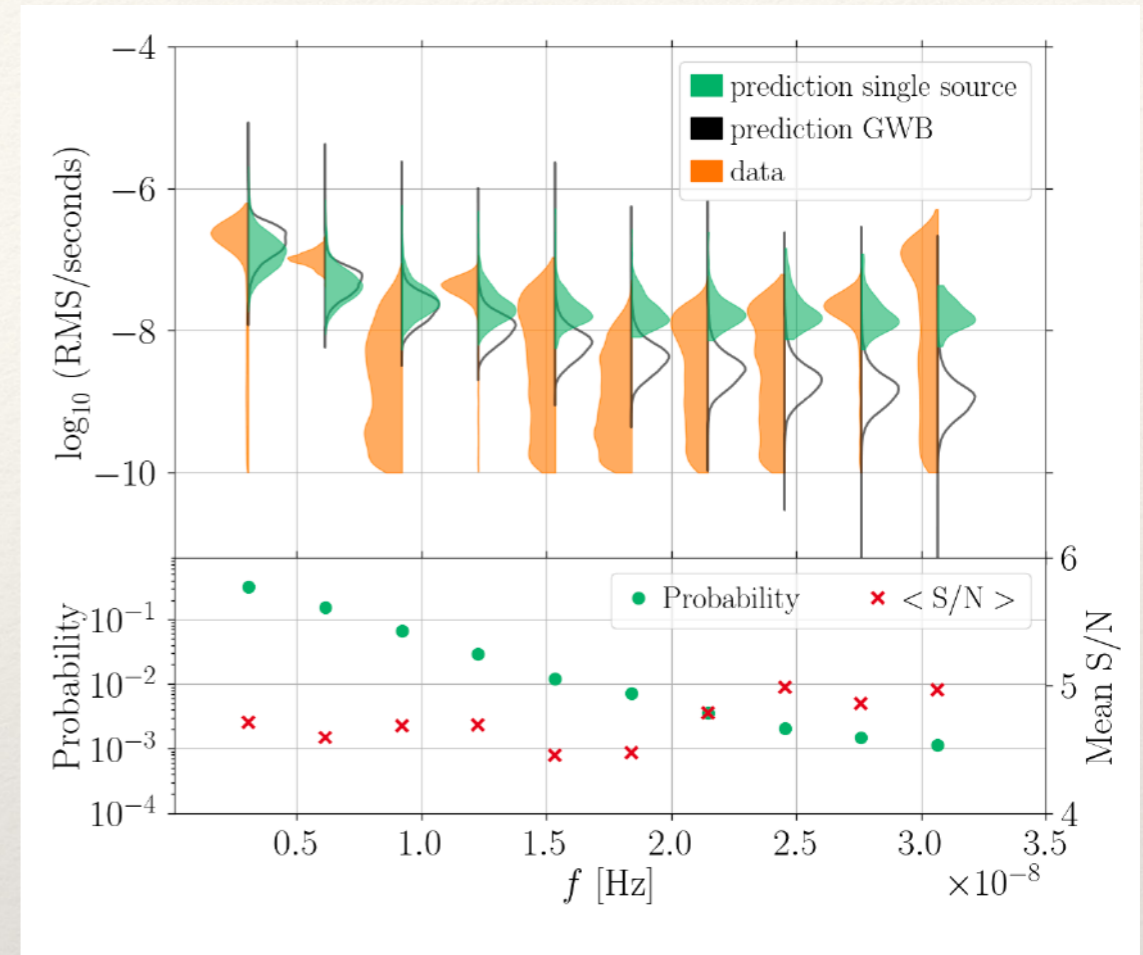 −4
prediction single source
prediction GWB
data
−6
−8
−10
log₁₀ (RMS/seconds)
6
Probability
< S/N >
10⁻¹
10⁻²
5
10⁻³
10⁻⁴
4
Probability
Mean S/N
0.5 1.0 1.5 2.0 2.5 3.0 3.5
f [Hz]
×10⁻⁸